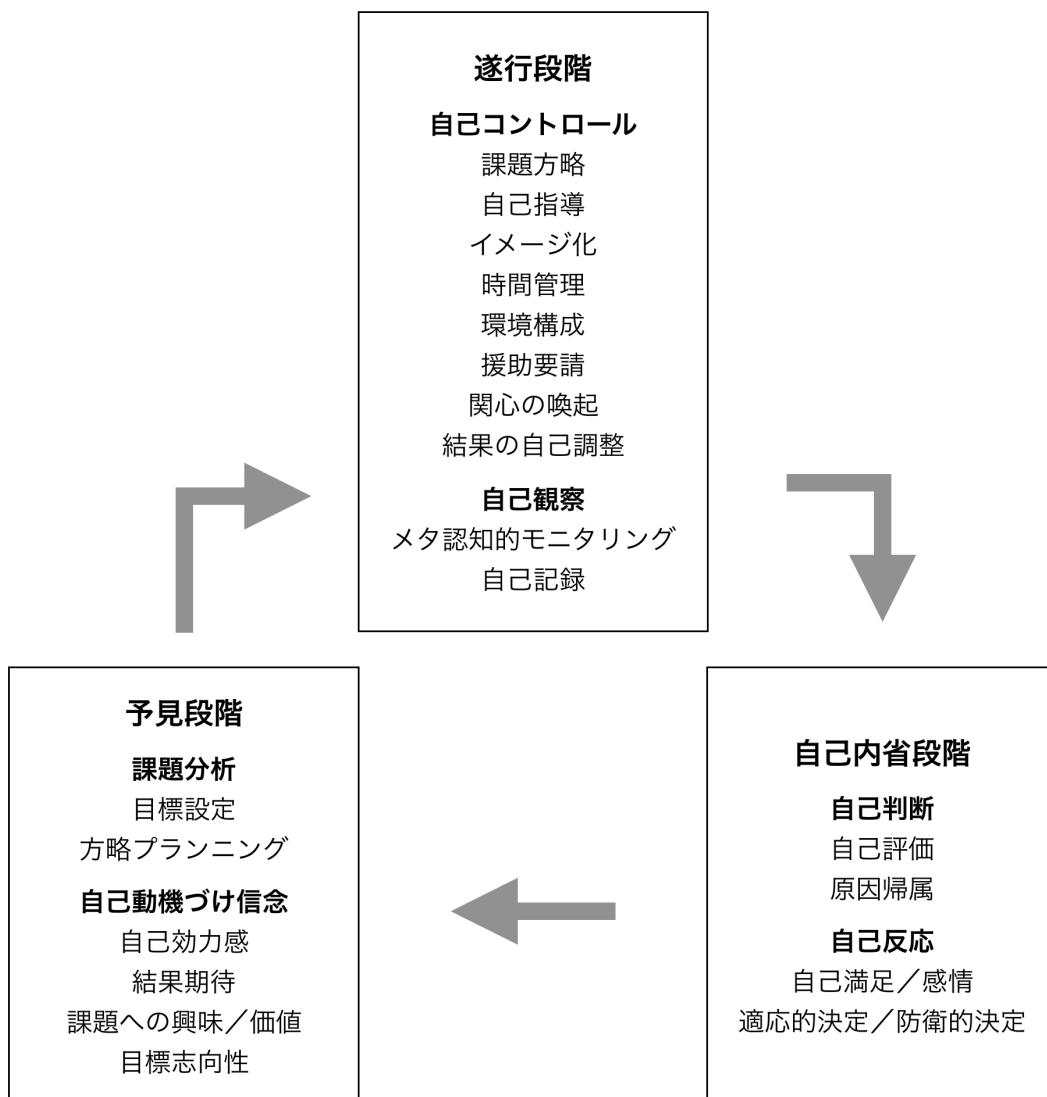 遂行段階
自己コントロール
課題方略
自己指導
イメージ化
時間管理
環境構成
援助要請
関心の喚起
結果の自己調整
自己観察
メタ認知的モニタリング
自己記録
予見段階
課題分析
目標設定
方略プランニング
自己動機づけ信念
自己効力感
結果期待
課題への興味／価値
目標志向性
自己内省段階
自己判断
自己評価
原因帰属
自己反応
自己満足／感情
適応的決定／防衛的決定